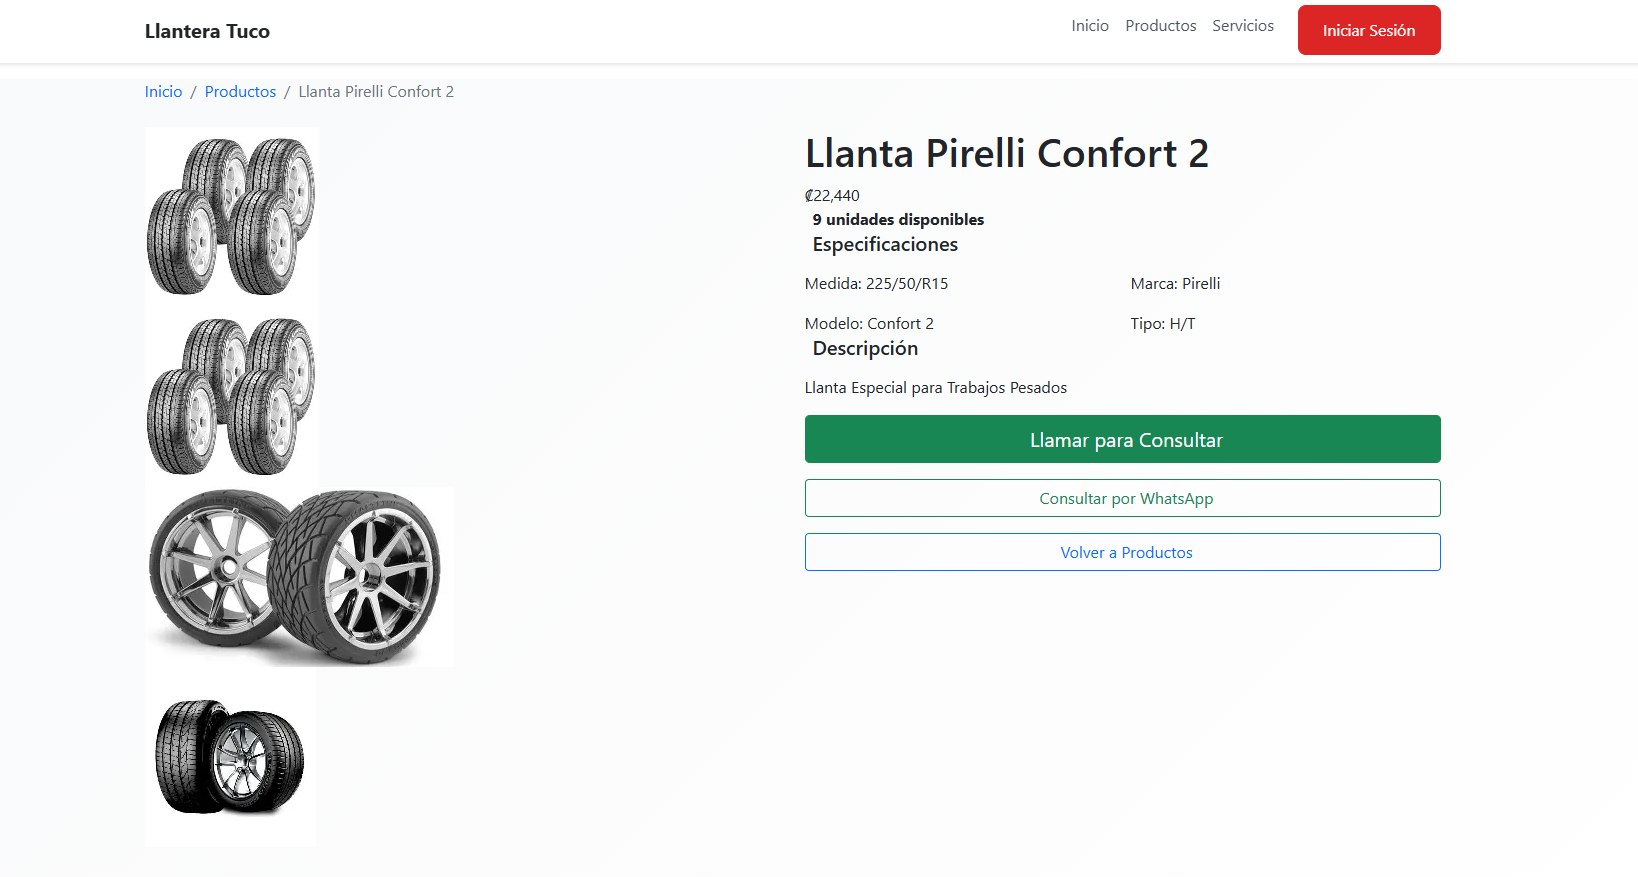 Llantera Tuco
Inicio Productos Servicios Iniciar Sesión
Inicio / Productos / Llanta Pirelli Confort 2
Llanta Pirelli Confort 2
₡22,440
9 unidades disponibles
Especificaciones
Medida: 225/50/R15 Marca: Pirelli
Modelo: Confort 2 Tipo: H/T
Descripción
Llanta Especial para Trabajos Pesados
Llamar para Consultar
Consultar por WhatsApp
Volver a Productos